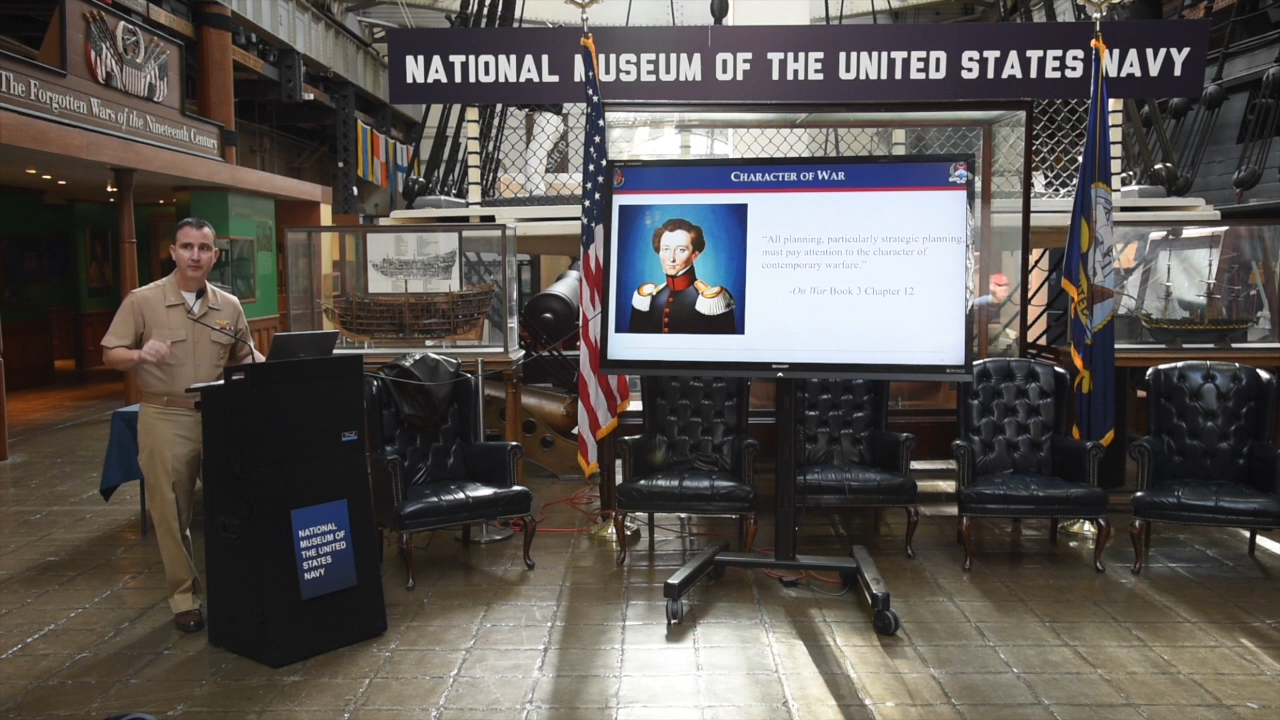 NATIONAL MUSEUM OF THE UNITED STATES NAVY
The Forgotten Wars of the Nineteenth Century
CHARACTER OF WAR
“All planning, particularly strategic planning,
must pay attention to the character of
contemporary warfare.”
-On War Book 3 Chapter 12
SHARP
NATIONAL
MUSEUM OF
THE UNITED
STATES
NAVY